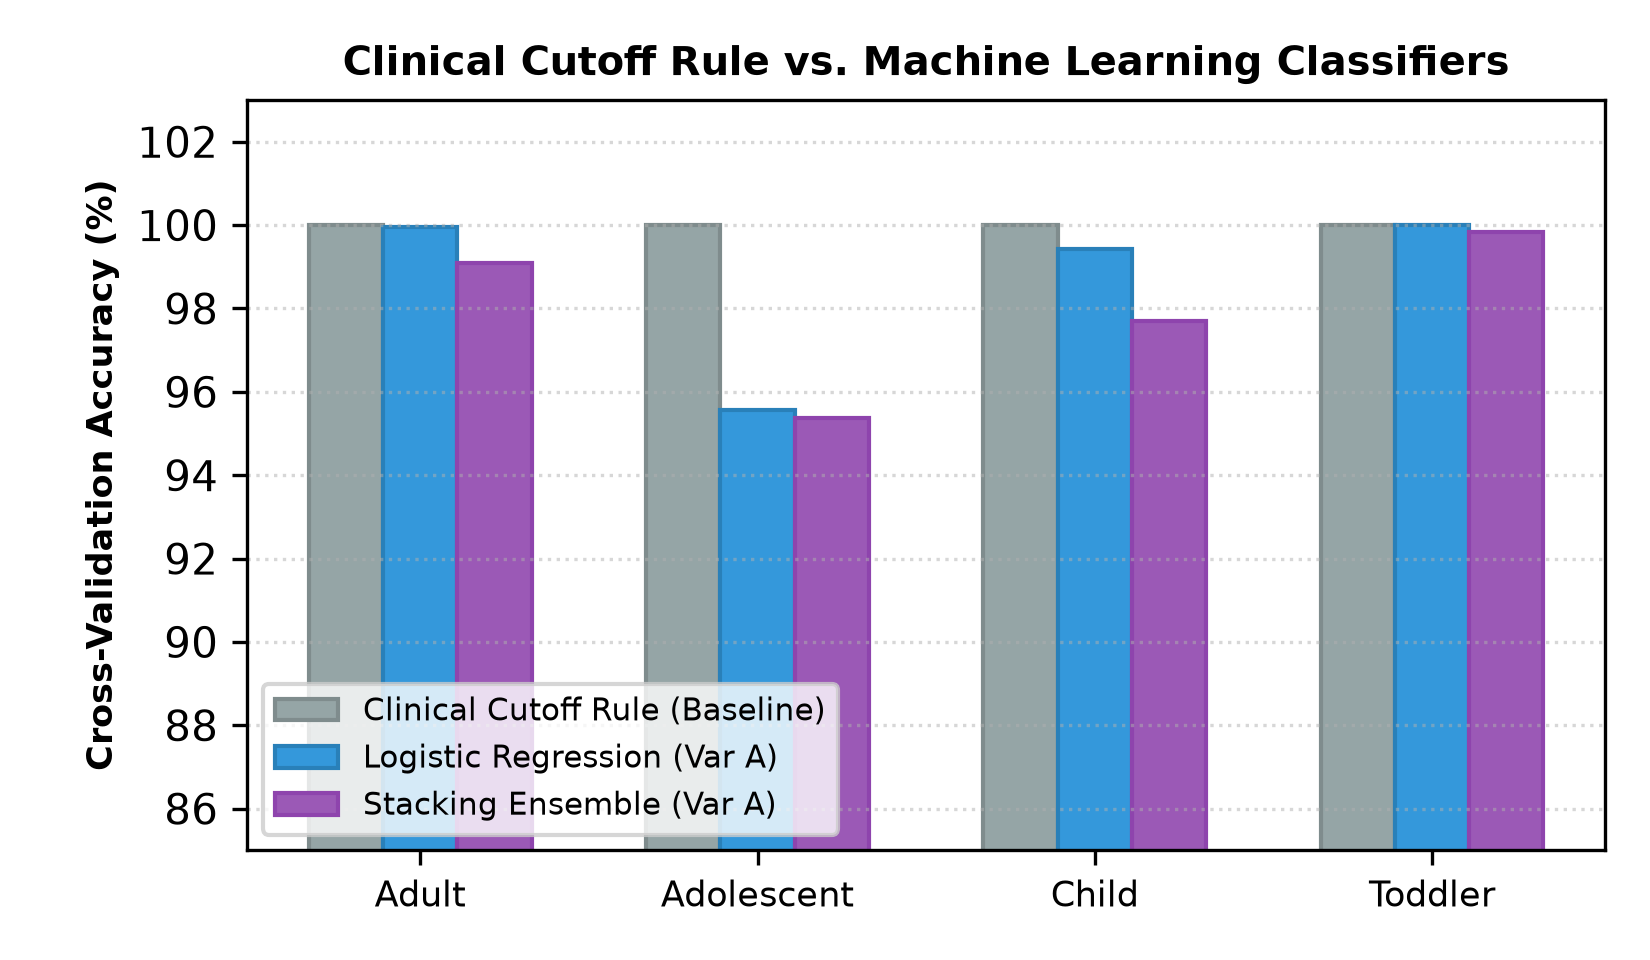 Clinical Cutoff Rule vs. Machine Learning Classifiers
Cross-Validation Accuracy (%)
102
100
98
96
94
92
90
88
86
Clinical Cutoff Rule (Baseline)
Logistic Regression (Var A)
Stacking Ensemble (Var A)
Adult Adolescent Child Toddler